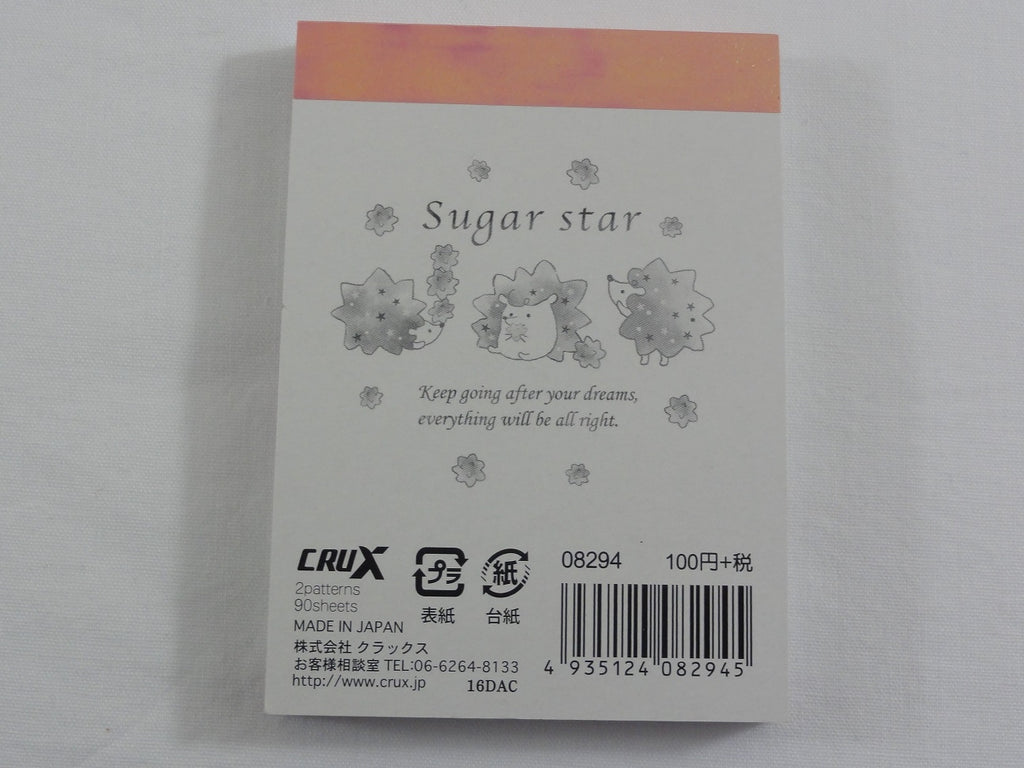 Sugar star
Keep going after your dreams,
everything will be all right.
CRUX
2patterns
90sheets
MADE IN JAPAN
株式会社 クラックス
お客様相談室 TEL:06-6264-8133
http://www.crux.jp 16DAC
プラ
表紙
紙
台紙
08294 100円+税
4 935124 082945